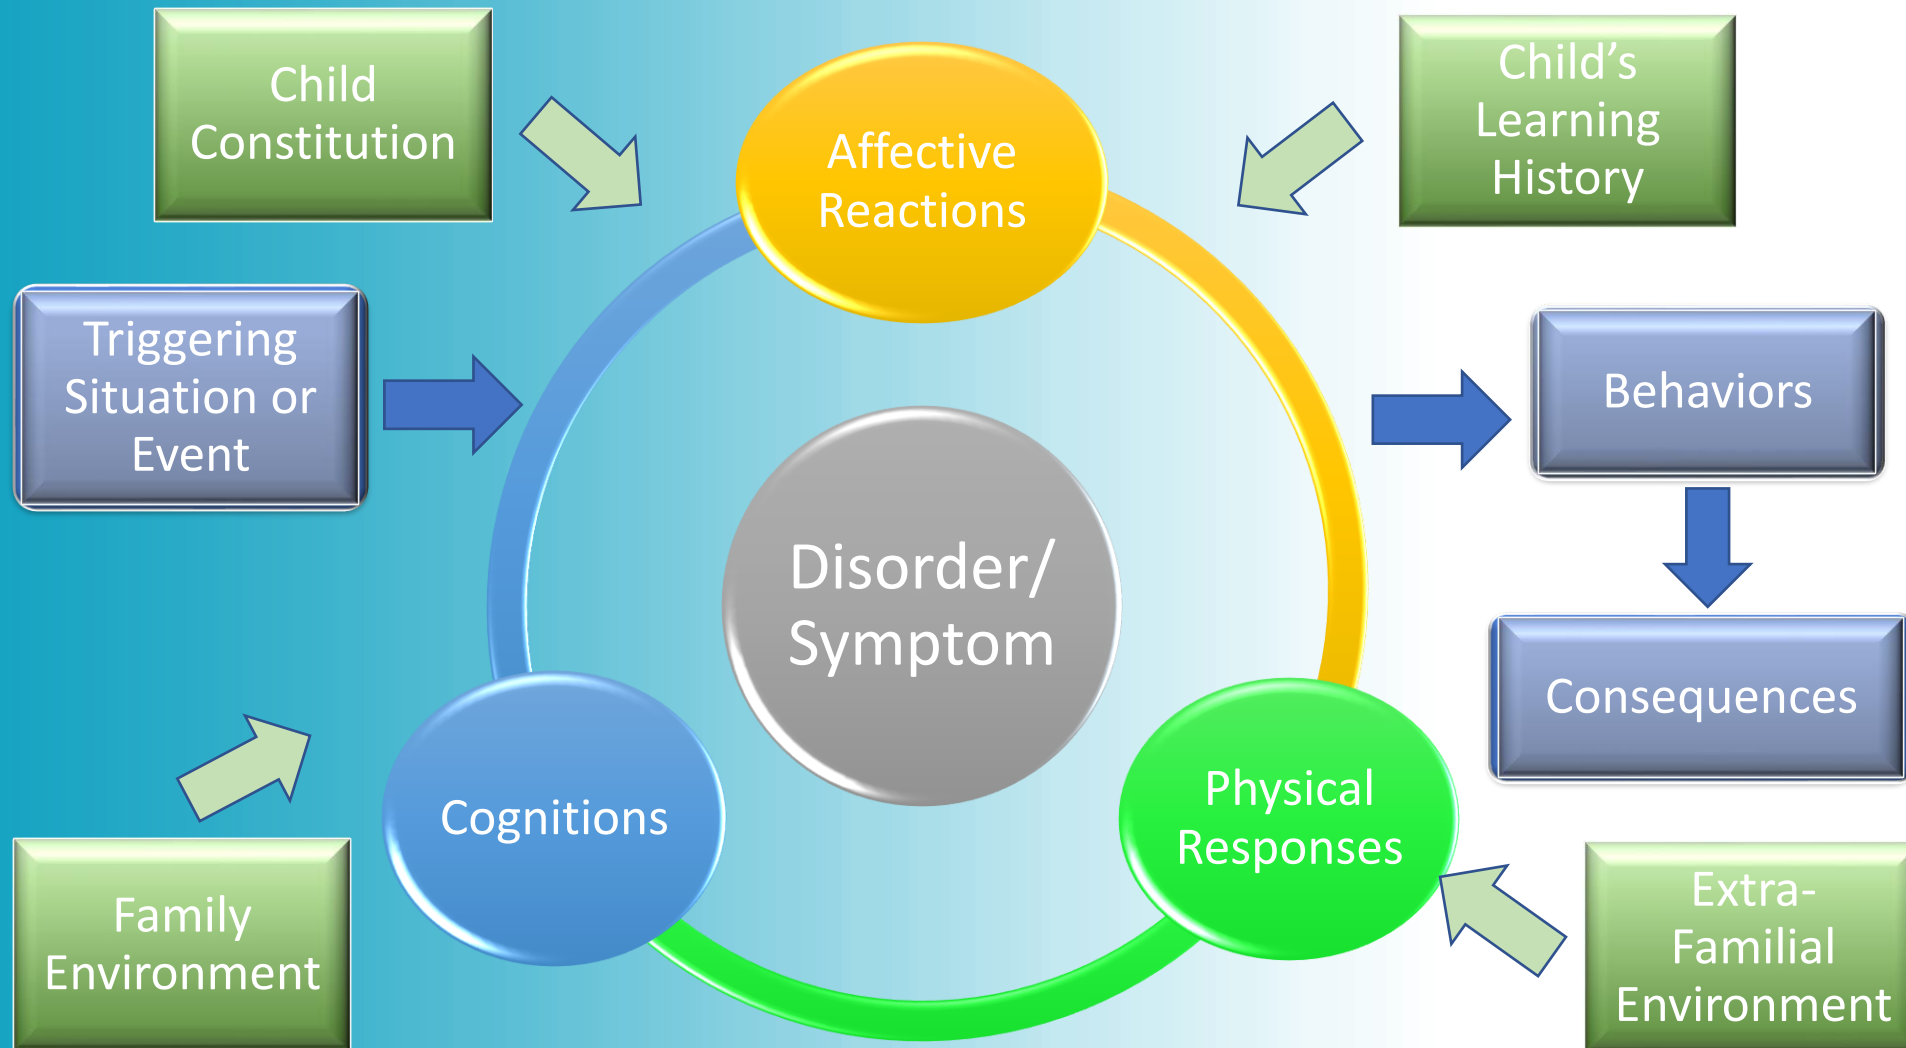 Child
Constitution
Affective
Reactions
Child’s
Learning
History
Triggering
Situation or
Event
Behaviors
Disorder/
Symptom
Consequences
Cognitions
Physical
Responses
Family
Environment
Extra-
Familial
Environment